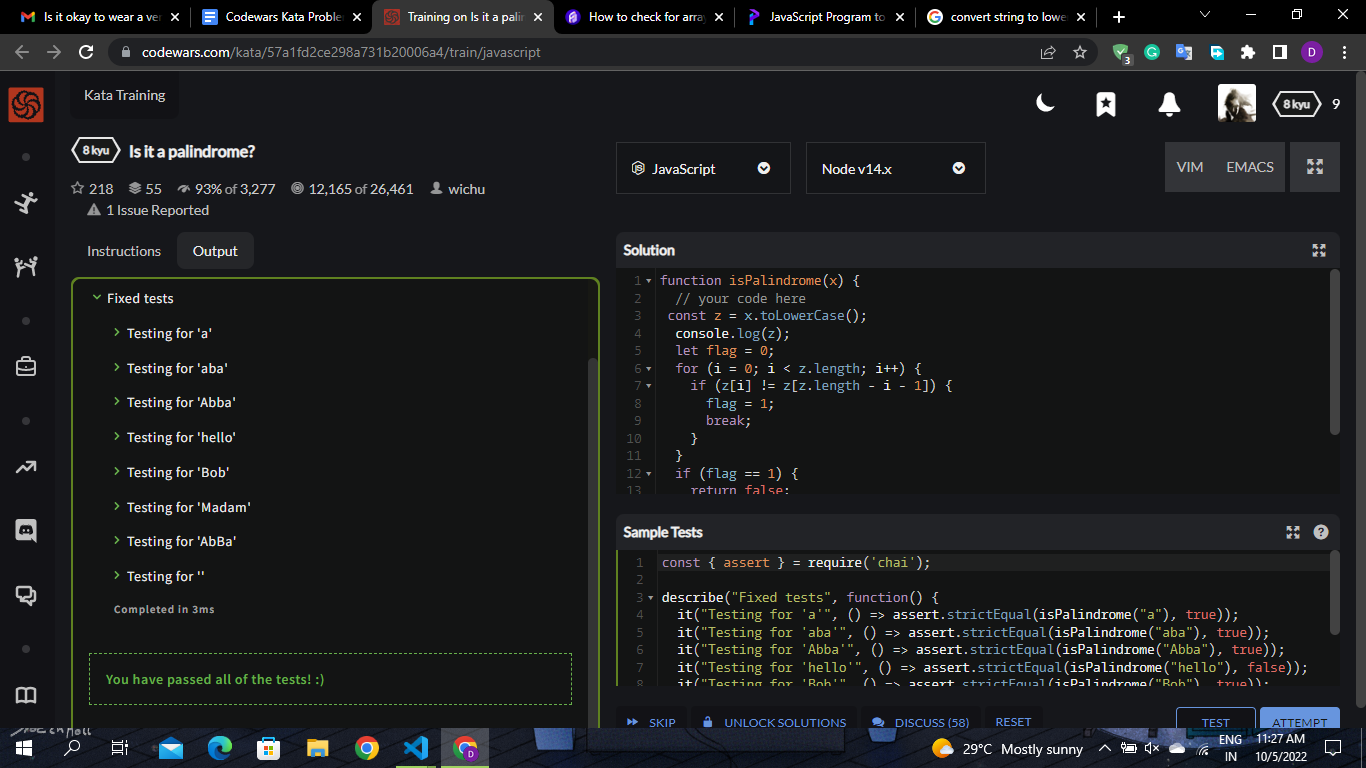 Is it okay to wear a ver
Codewars Kata Proble
Training on Is it a palin
How to check for array
JavaScript Program to
convert string to lowe
codewars.com/kata/57a1fd2ce298a731b20006a4/train/javascript
3
D
Kata Training
8 kyu
9
8 kyu
Is it a palindrome?
218
55
93% of 3,277
12,165 of 26,461
wichu
1 Issue Reported
JavaScript
Node v14.x
VIM
EMACS
Instructions
Output
Fixed tests
Testing for 'a'
Testing for 'aba'
Testing for 'Abba'
Testing for 'hello'
Testing for 'Bob'
Testing for 'Madam'
Testing for 'AbBa'
Testing for ''
Completed in 3ms
You have passed all of the tests! :)
Solution
1 function isPalindrome(x) {
2 // your code here
3 const z = x.toLowerCase();
4 console.log(z);
5 let flag = 0;
6 for (i = 0; i < z.length; i++) {
7 if (z[i] != z[z.length - i - 1]) {
8 flag = 1;
9 break;
10 }
11 }
12 if (flag == 1) {
13 return false;
Sample Tests
?
1 const { assert } = require('chai');
2
3 describe("Fixed tests", function() {
4 it("Testing for 'a'", () => assert.strictEqual(isPalindrome("a"), true));
5 it("Testing for 'aba'", () => assert.strictEqual(isPalindrome("aba"), true));
6 it("Testing for 'Abba'", () => assert.strictEqual(isPalindrome("Abba"), true));
7 it("Testing for 'hello'", () => assert.strictEqual(isPalindrome("hello"), false));
8 it("Testing for 'Bob'", () => assert.strictEqual(isPalindrome("Bob"), true));
SKIP
UNLOCK SOLUTIONS
DISCUSS (58)
RESET
TEST
ATTEMPT
D
29°C Mostly sunny
ENG
IN
11:27 AM
10/5/2022